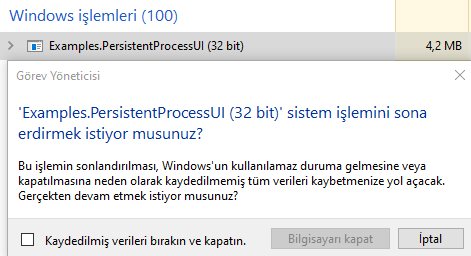 Windows işlemleri (100)
Examples.PersistentProcessUI (32 bit)
4,2 MB
Görev Yöneticisi
'Examples.PersistentProcessUI (32 bit)' sistem işlemini sona
erdirmek istiyor musunuz?
Bu işlemin sonlandırılması, Windows'un kullanılamaz duruma gelmesine veya
kapatılmasına neden olarak kaydedilmemiş tüm verileri kaybetmenize yol açacak.
Gerçekten devam etmek istiyor musunuz?
Kaydedilmiş verileri bırakın ve kapatın.
Bilgisayarı kapat
İptal